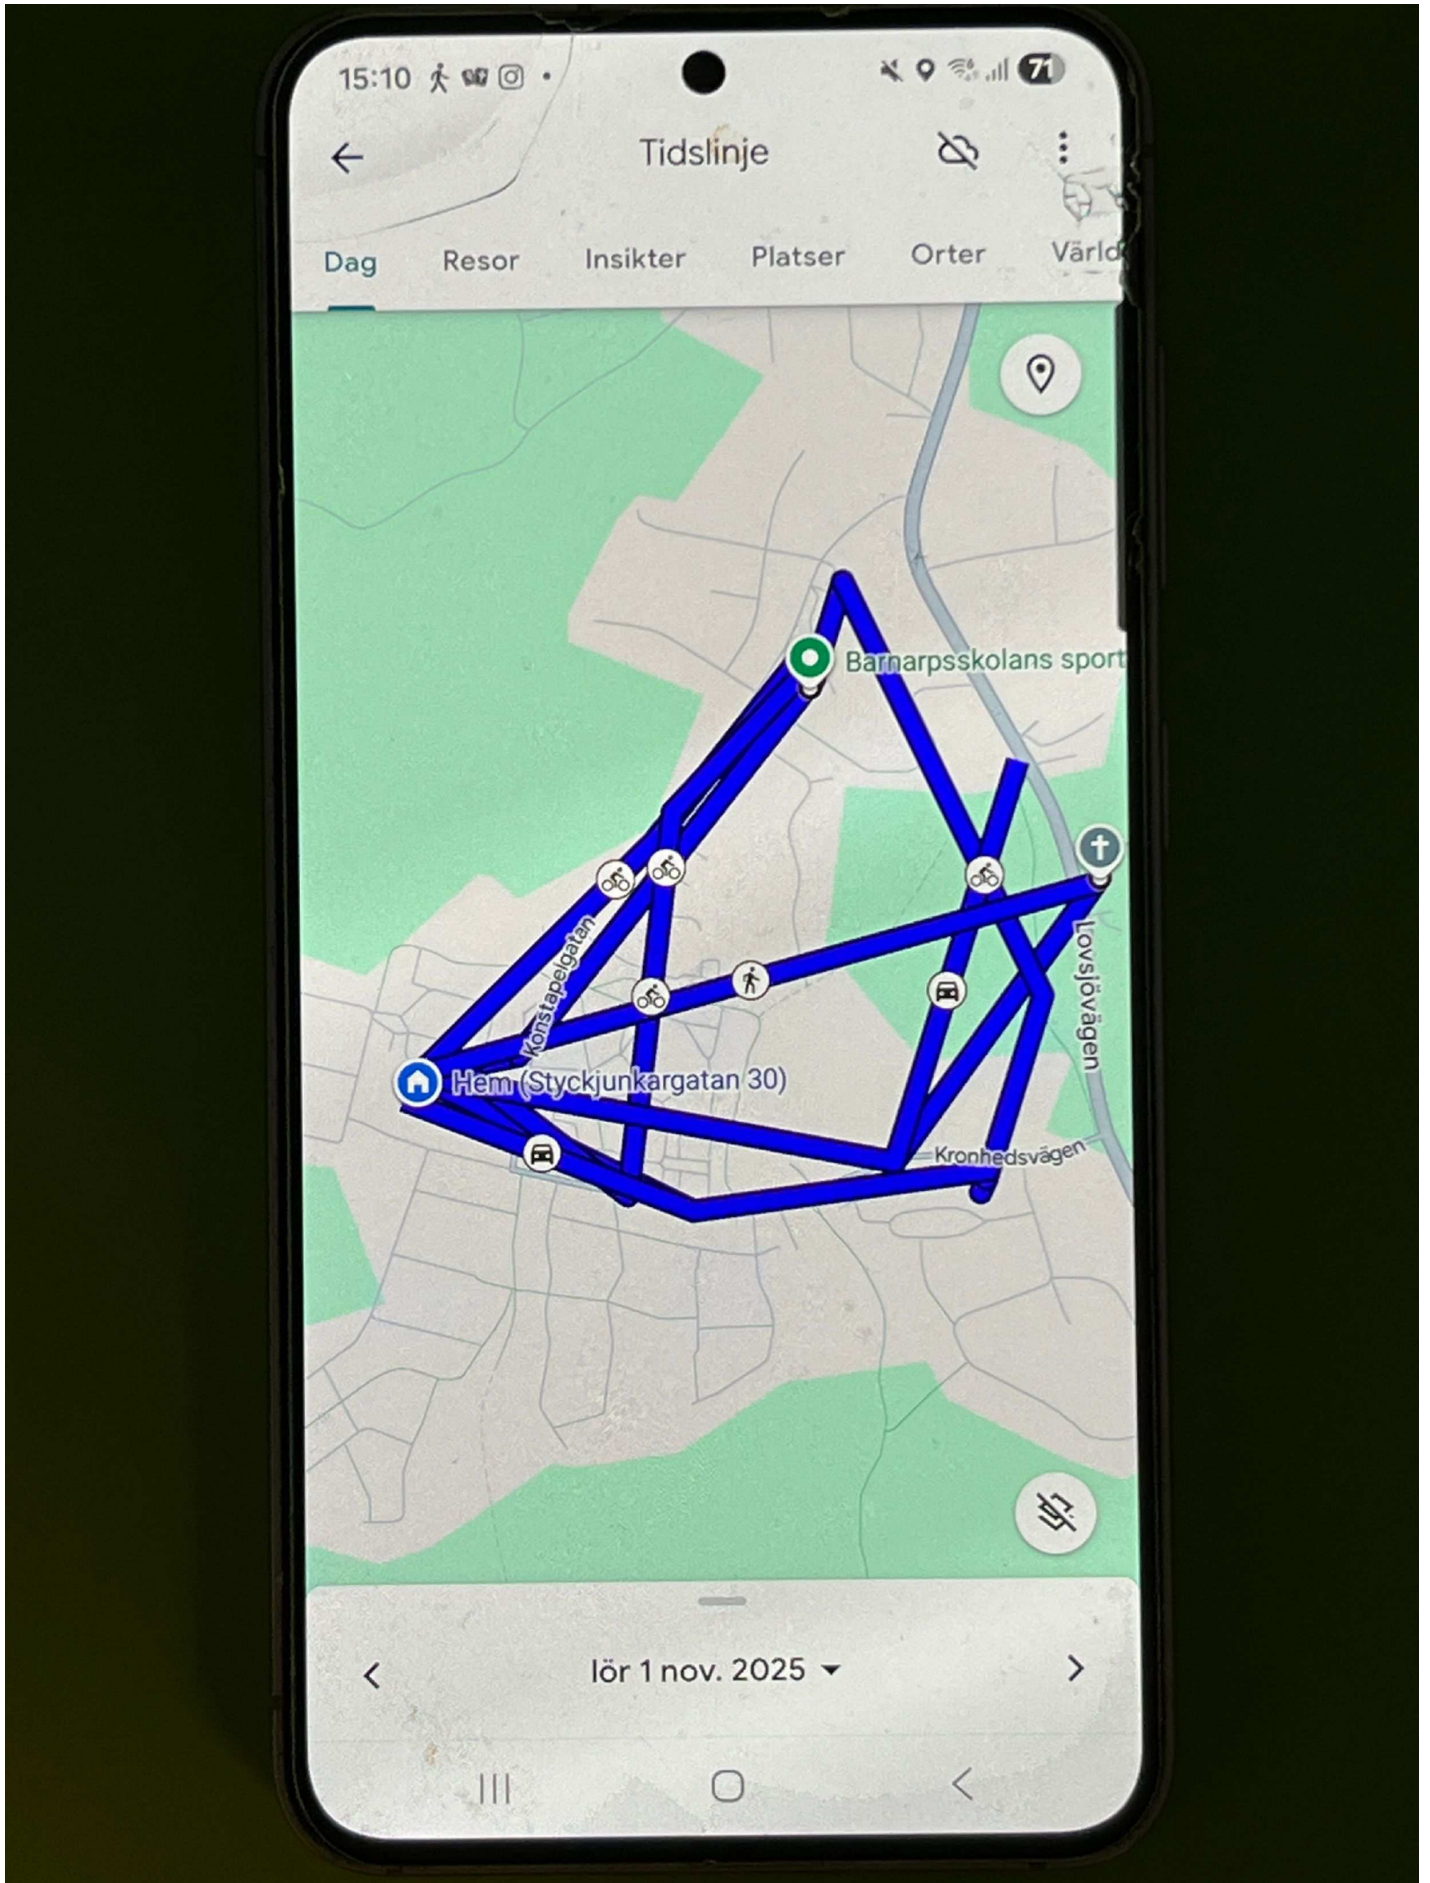 15:10
71
Tidslinje
Dag Resor Insikter Platser Orter Värld
Barnarpsskolans sport
Konstapelgatan
Lovsjövägen
Hem (Styckjunkargatan 30)
Kronhedsvägen
lör 1 nov. 2025